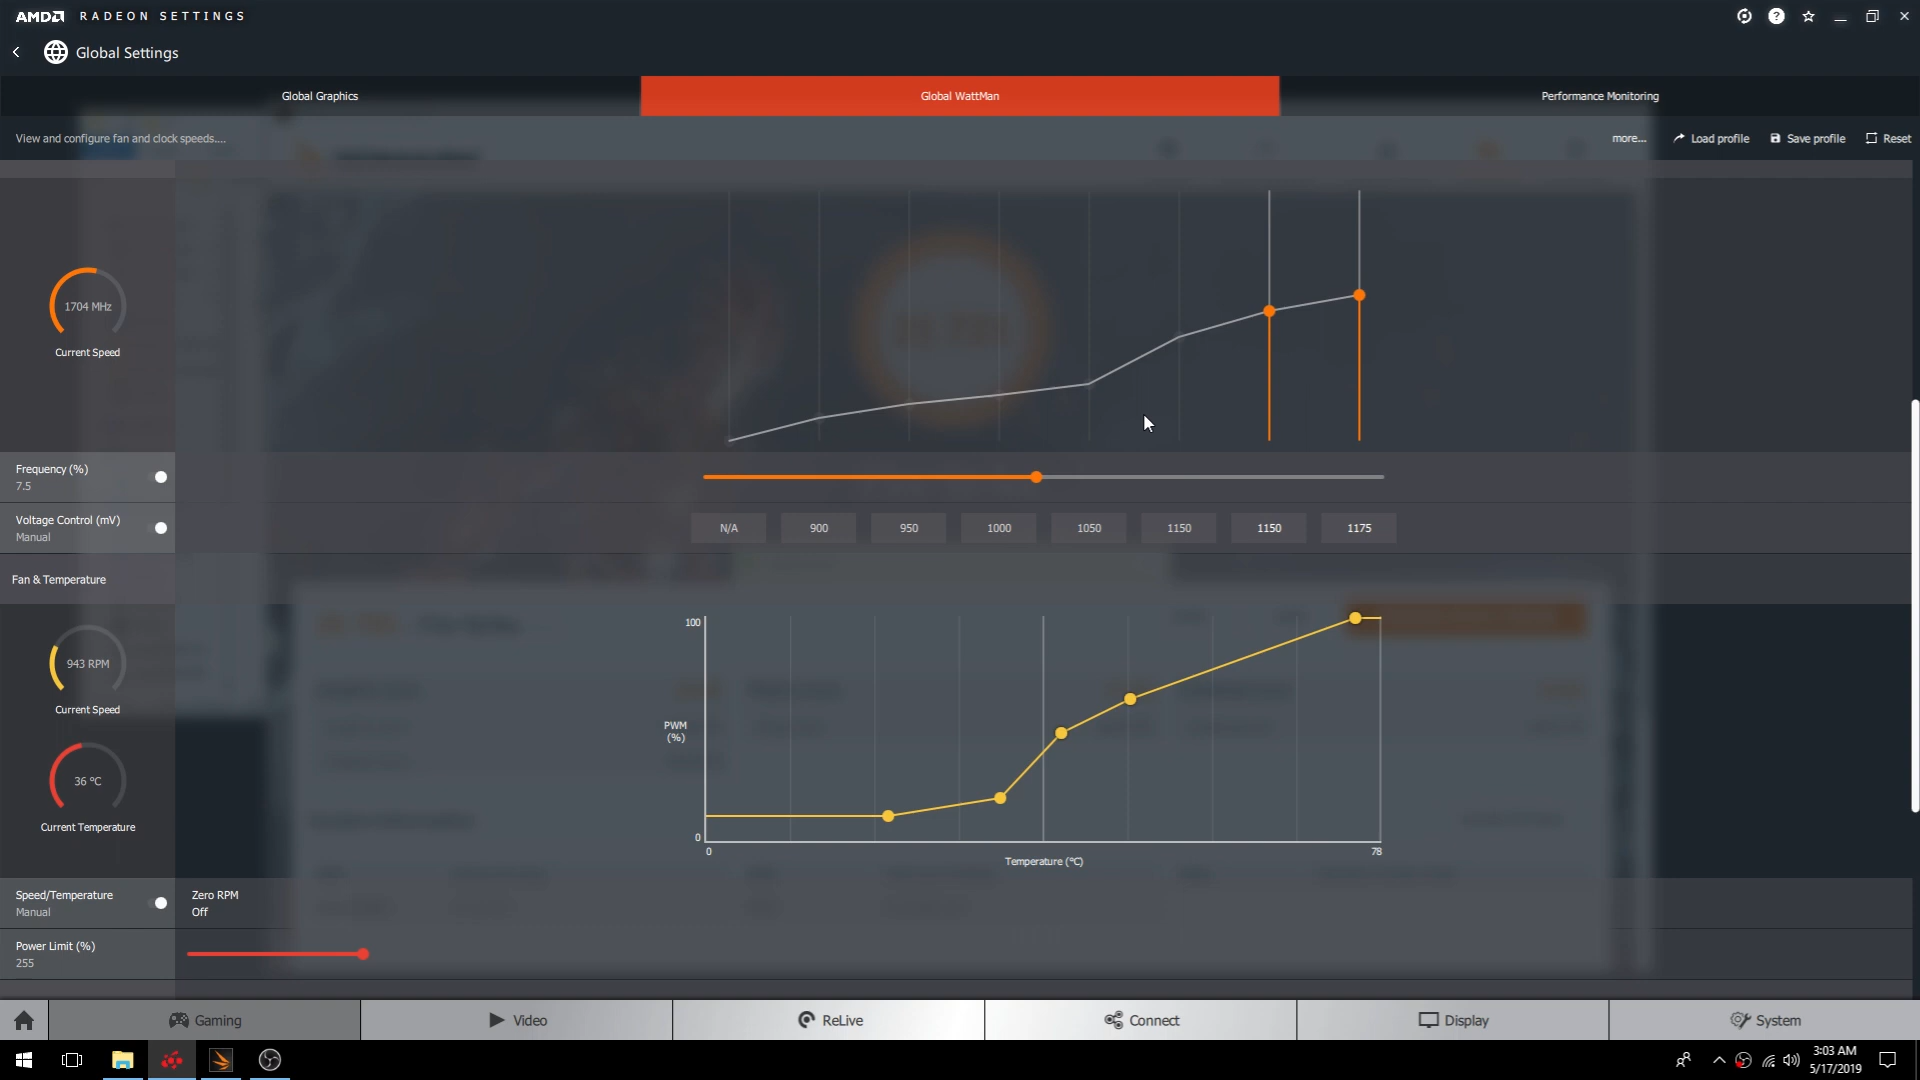 AMD RADEON SETTINGS
Global Settings
Global Graphics
Global WattMan
Performance Monitoring
View and configure fan and clock speeds....
more...
Load profile
Save profile
Reset
1704 MHz
Current Speed
Frequency (%)
7.5
Voltage Control (mV)
Manual
N/A 900 950 1000 1050 1150 1150 1175
Fan & Temperature
943 RPM
Current Speed
36 °C
Current Temperature
100
PWM
(%)
0
0
78
Temperature (°C)
Speed/Temperature
Manual
Zero RPM
Off
Power Limit (%)
255
Gaming
Video
ReLive
Connect
Display
System
3:03 AM
5/17/2019